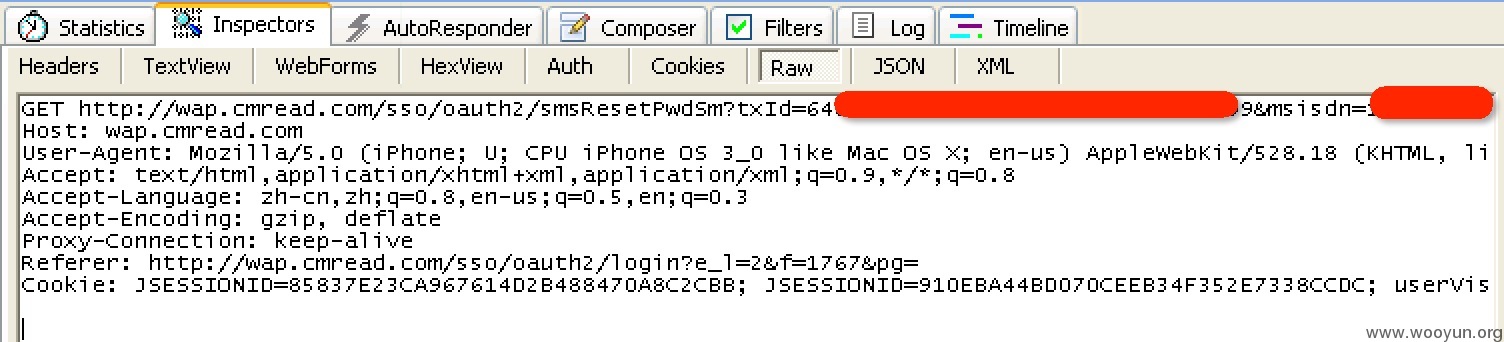 Statistics Inspectors AutoResponder Composer Filters Log Timeline
Headers TextView WebForms HexView Auth Cookies Raw JSON XML
GET http://wap.cmread.com/sso/oauth2/smsResetPwdSm?txId=64 9&msisdn=1
Host: wap.cmread.com
User-Agent: Mozilla/5.0 (iPhone; U; CPU iPhone OS 3_0 like Mac OS X; en-us) AppleWebKit/528.18 (KHTML, li
Accept: text/html,application/xhtml+xml,application/xml;q=0.9,*/*;q=0.8
Accept-Language: zh-cn,zh;q=0.8,en-us;q=0.5,en;q=0.3
Accept-Encoding: gzip, deflate
Proxy-Connection: keep-alive
Referer: http://wap.cmread.com/sso/oauth2/login?e_l=2&f=1767&pg=
Cookie: JSESSIONID=85837E23CA967614D2B488470A8C2CBB; JSESSIONID=910EBA44BD070CEEB34F352E7338CCDC; userVis
www.wooyun.org